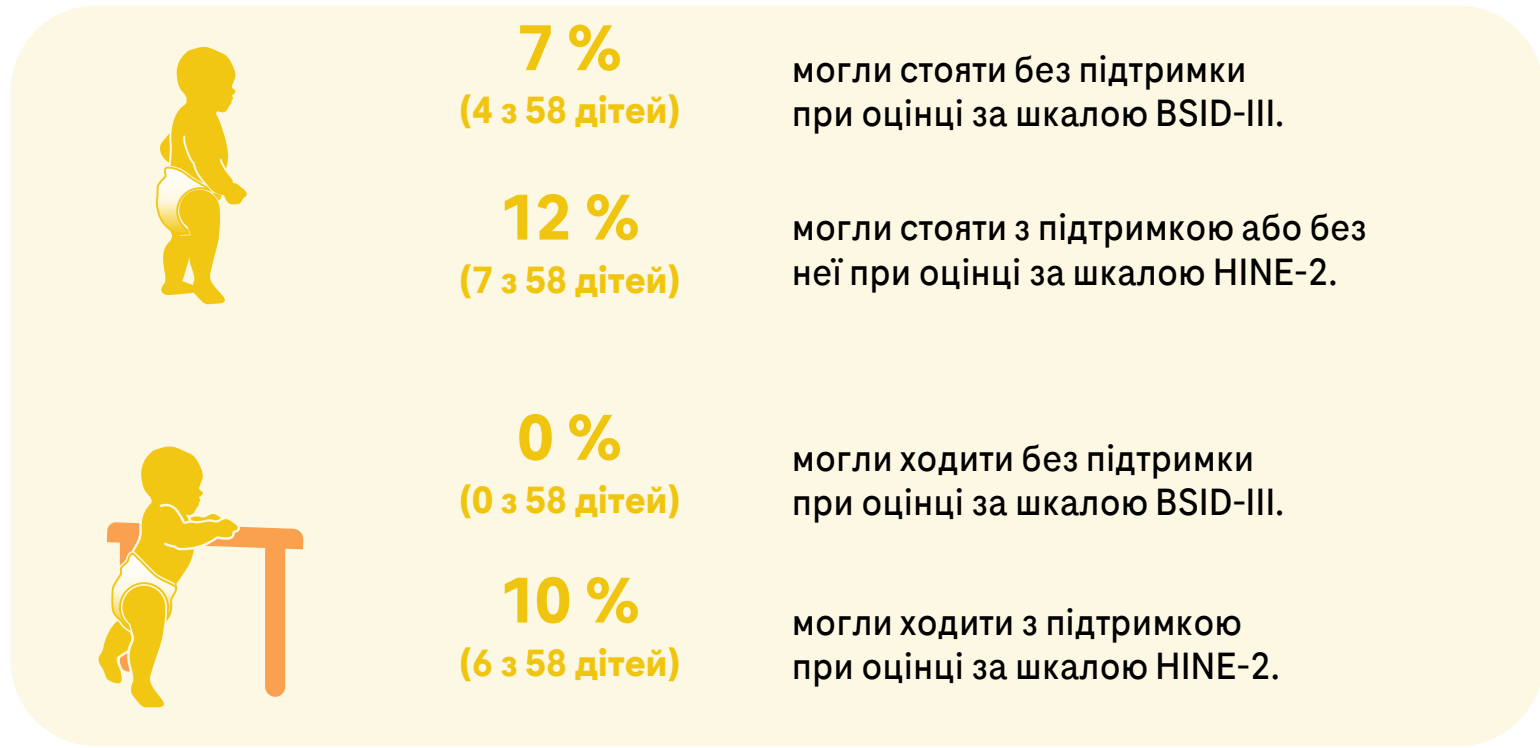 7 %
(4 з 58 дітей)
могли стояти без підтримки
при оцінці за шкалою BSID-III.
12 %
(7 з 58 дітей)
могли стояти з підтримкою або без
неї при оцінці за шкалою HINE-2.
0 %
(0 з 58 дітей)
могли ходити без підтримки
при оцінці за шкалою BSID-III.
10 %
(6 з 58 дітей)
могли ходити з підтримкою
при оцінці за шкалою HINE-2.